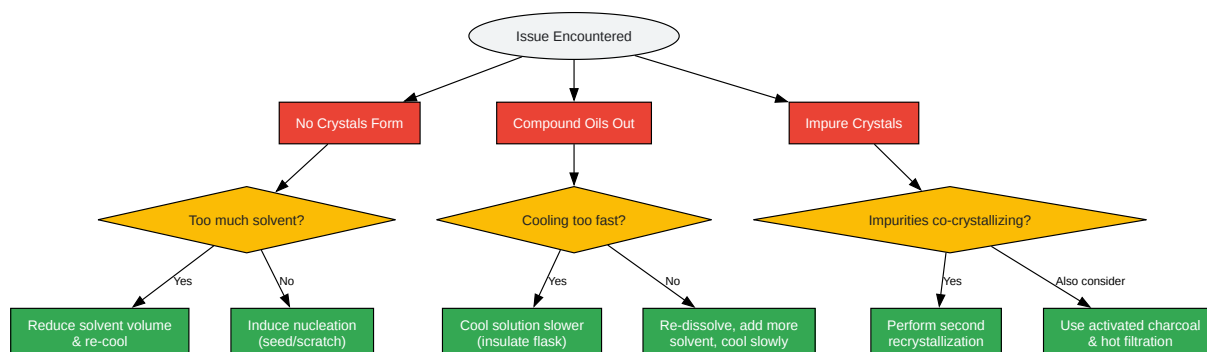 Issue Encountered
No Crystals Form
Compound Oils Out
Impure Crystals
Too much solvent?
Cooling too fast?
Impurities co-crystallizing?
Yes
No
Yes
No
Yes
Also consider
Reduce solvent volume
& re-cool
Induce nucleation
(seed/scratch)
Cool solution slower
(insulate flask)
Re-dissolve, add more
solvent, cool slowly
Perform second
recrystallization
Use activated charcoal
& hot filtration